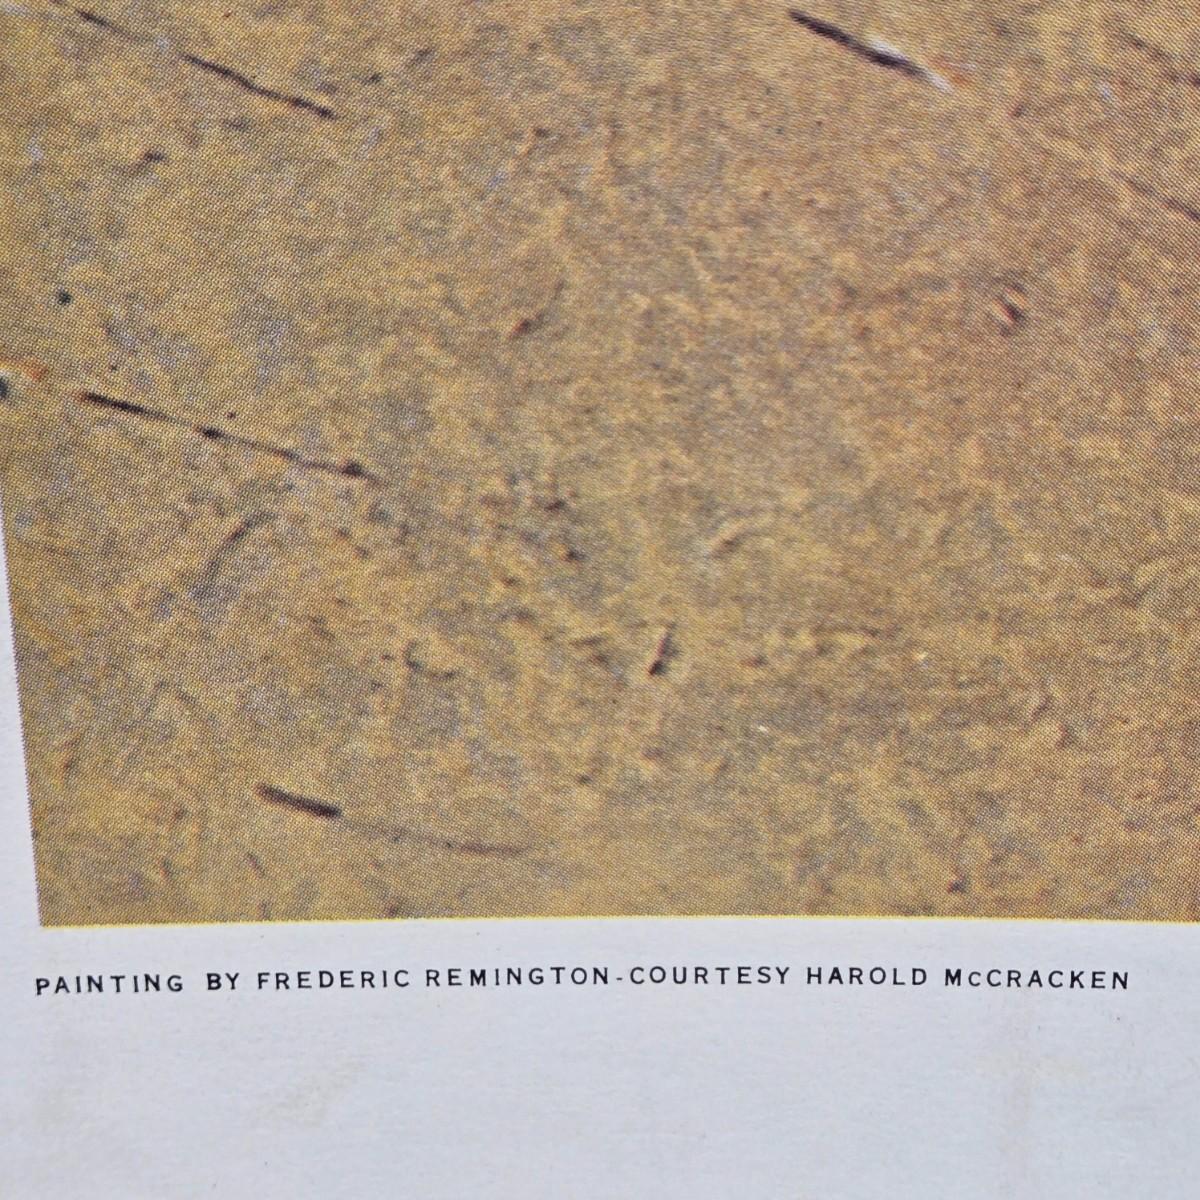 PAINTING BY FREDERIC REMINGTON-COURTESY HAROLD McCRACKEN